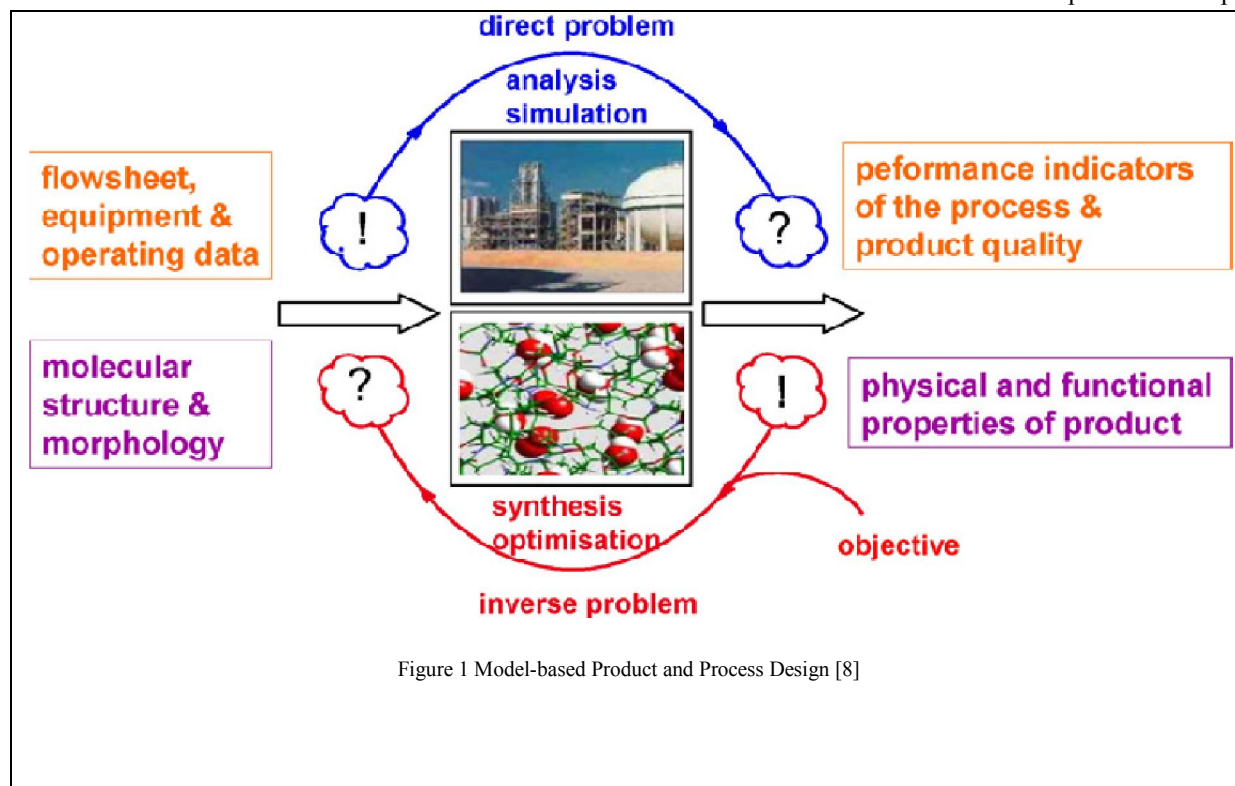 direct problem
analysis
simulation
flowsheet,
equipment &
operating data
!
?
peformance indicators
of the process &
product quality
molecular
structure &
morphology
?
!
physical and functional
properties of product
synthesis
optimisation
objective
inverse problem
Figure 1 Model-based Product and Process Design [8]